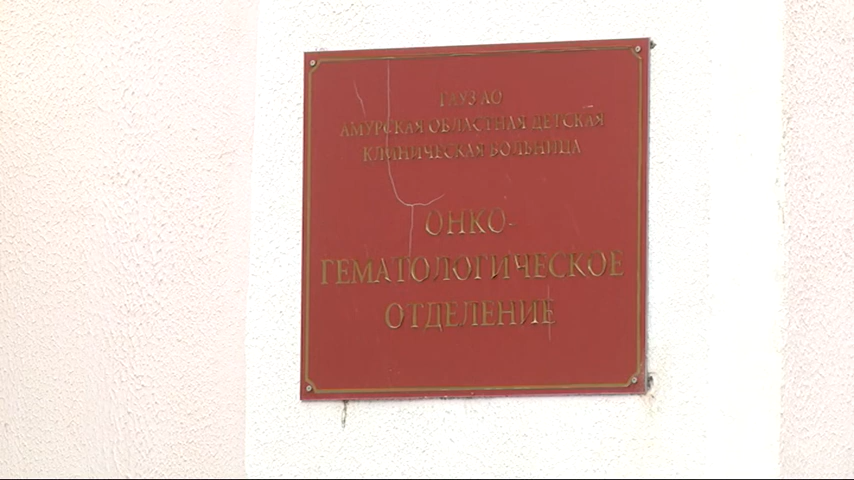 ГАУЗ АО
АМУРСКАЯ ОБЛАСТНАЯ ДЕТСКАЯ
КЛИНИЧЕСКАЯ БОЛЬНИЦА
ОНКО-
ГЕМАТОЛОГИЧЕСКОЕ
ОТДЕЛЕНИЕ